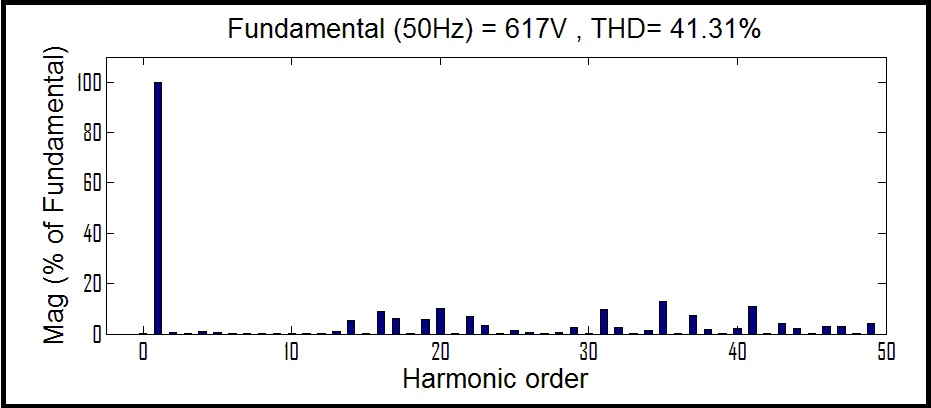 Fundamental (50Hz) = 617V , THD= 41.31%
Mag (% of Fundamental)
100
80
60
40
20
0
0 10 20 30 40 50
Harmonic order